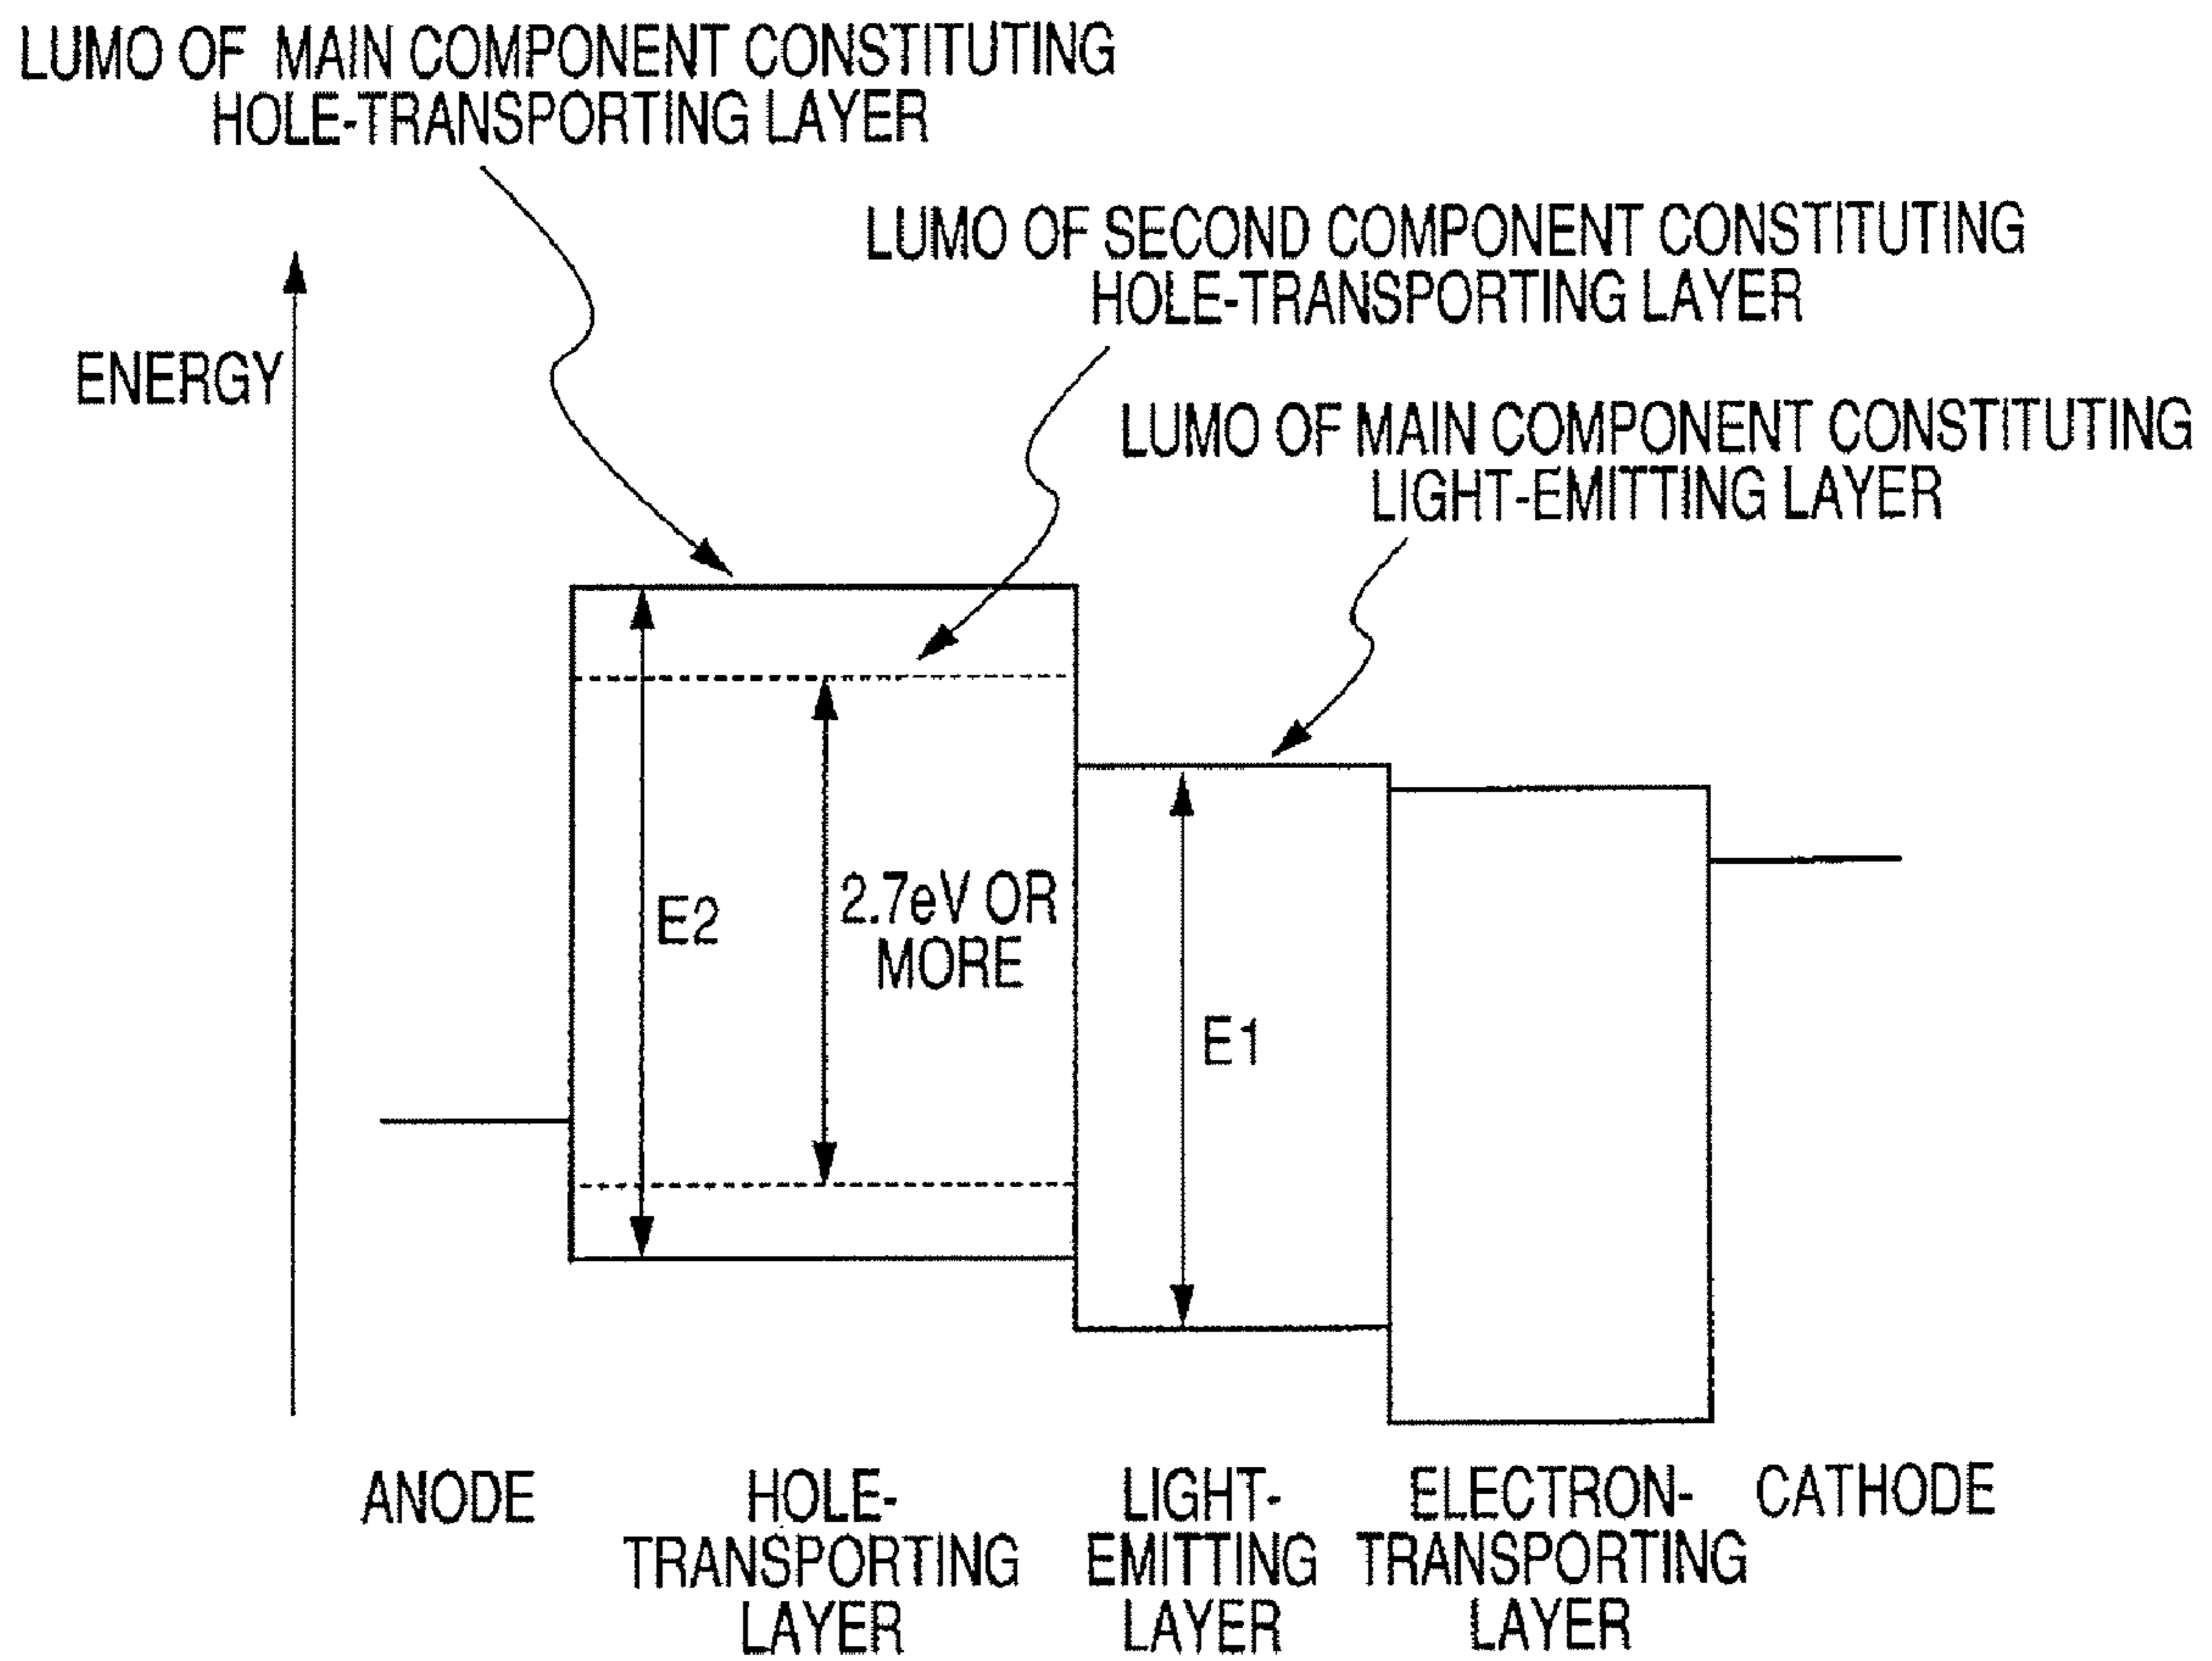 LUMO OF MAIN COMPONENT CONSTITUTING
HOLE-TRANSPORTING LAYER
LUMO OF SECOND COMPONENT CONSTITUTING
HOLE-TRANSPORTING LAYER
ENERGY
LUMO OF MAIN COMPONENT CONSTITUTING
LIGHT-EMITTING LAYER
E2
2.7eV OR
MORE
E1
ANODE
HOLE-
TRANSPORTING
LAYER
LIGHT-
EMITTING
LAYER
ELECTRON-
TRANSPORTING
LAYER
CATHODE